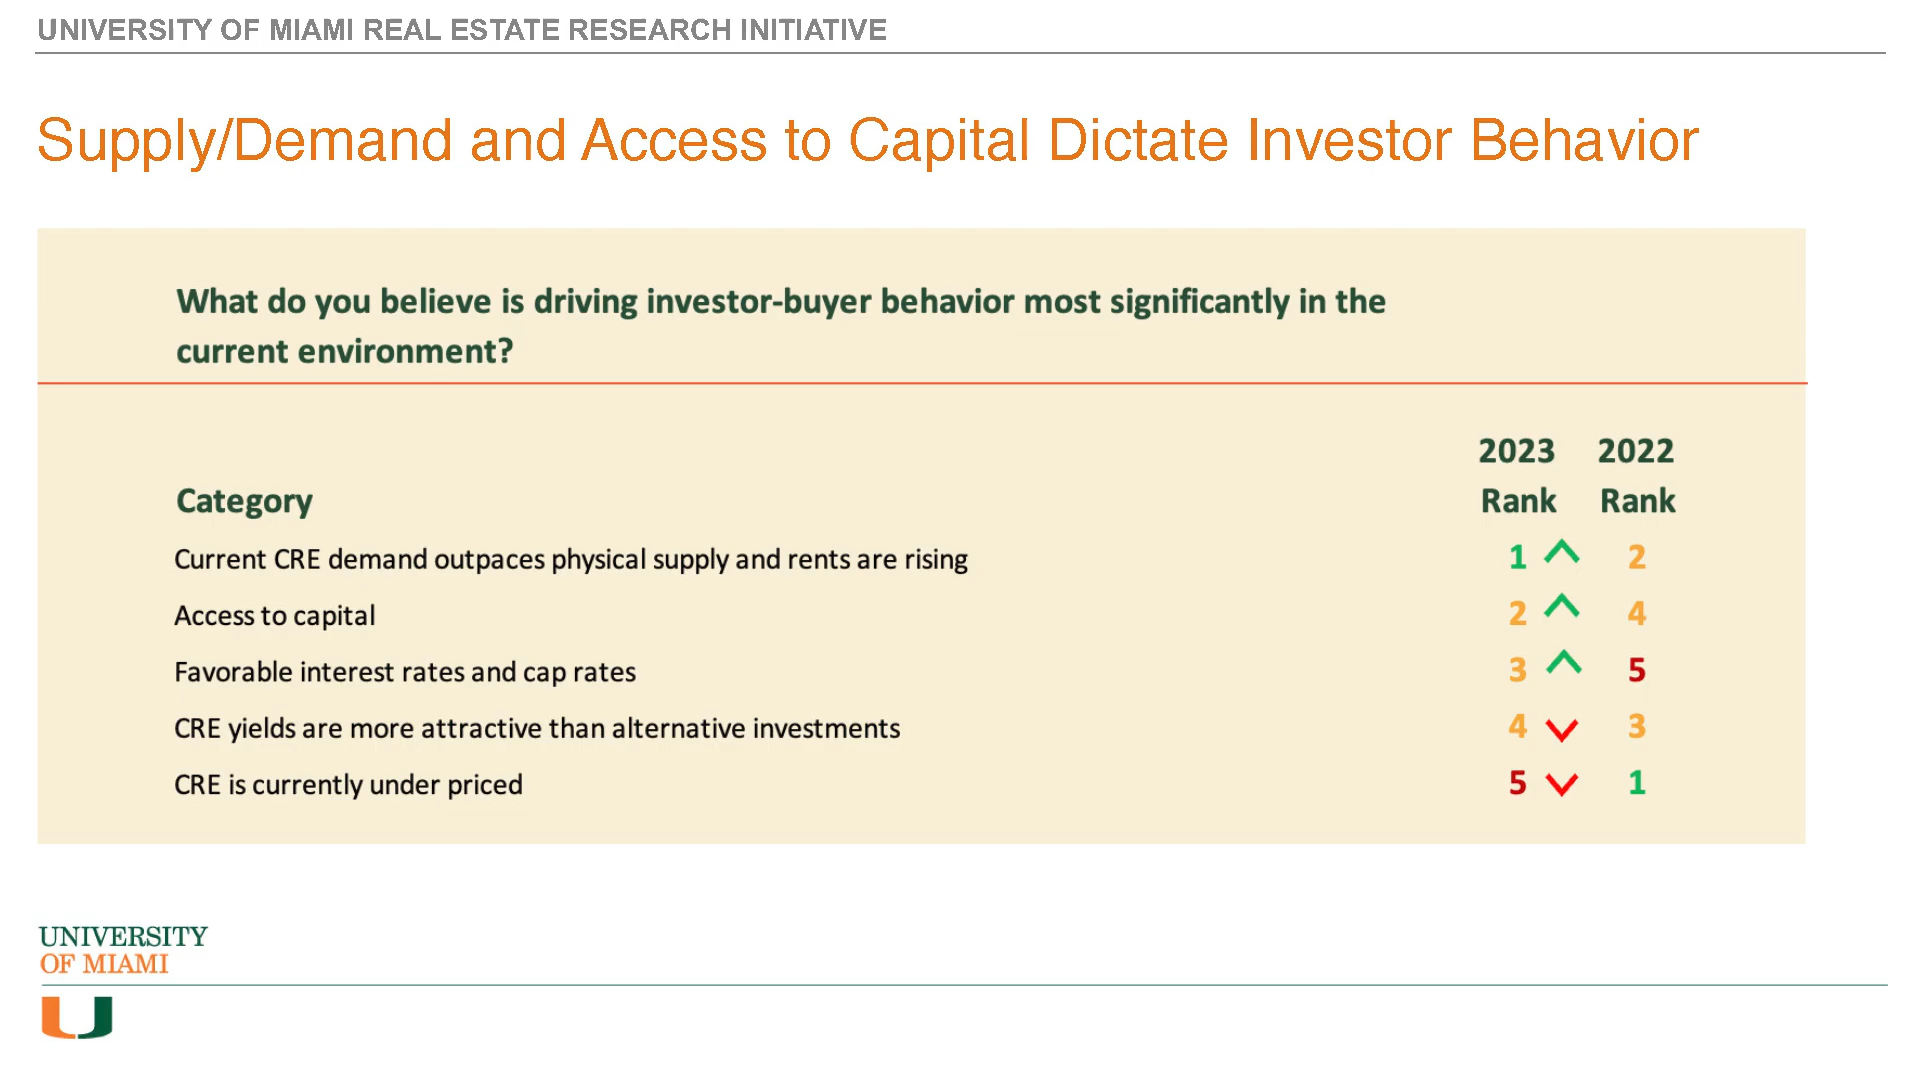 UNIVERSITY OF MIAMI REAL ESTATE RESEARCH INITIATIVE
Supply/Demand and Access to Capital Dictate Investor Behavior
What do you believe is driving investor-buyer behavior most significantly in the
current environment?
2023 2022
Category Rank Rank
Current CRE demand outpaces physical supply and rents are rising 1 2
Access to capital 2 4
Favorable interest rates and cap rates 3 5
CRE yields are more attractive than alternative investments 4 3
CRE is currently under priced 5 1
UNIVERSITY
OF MIAMI